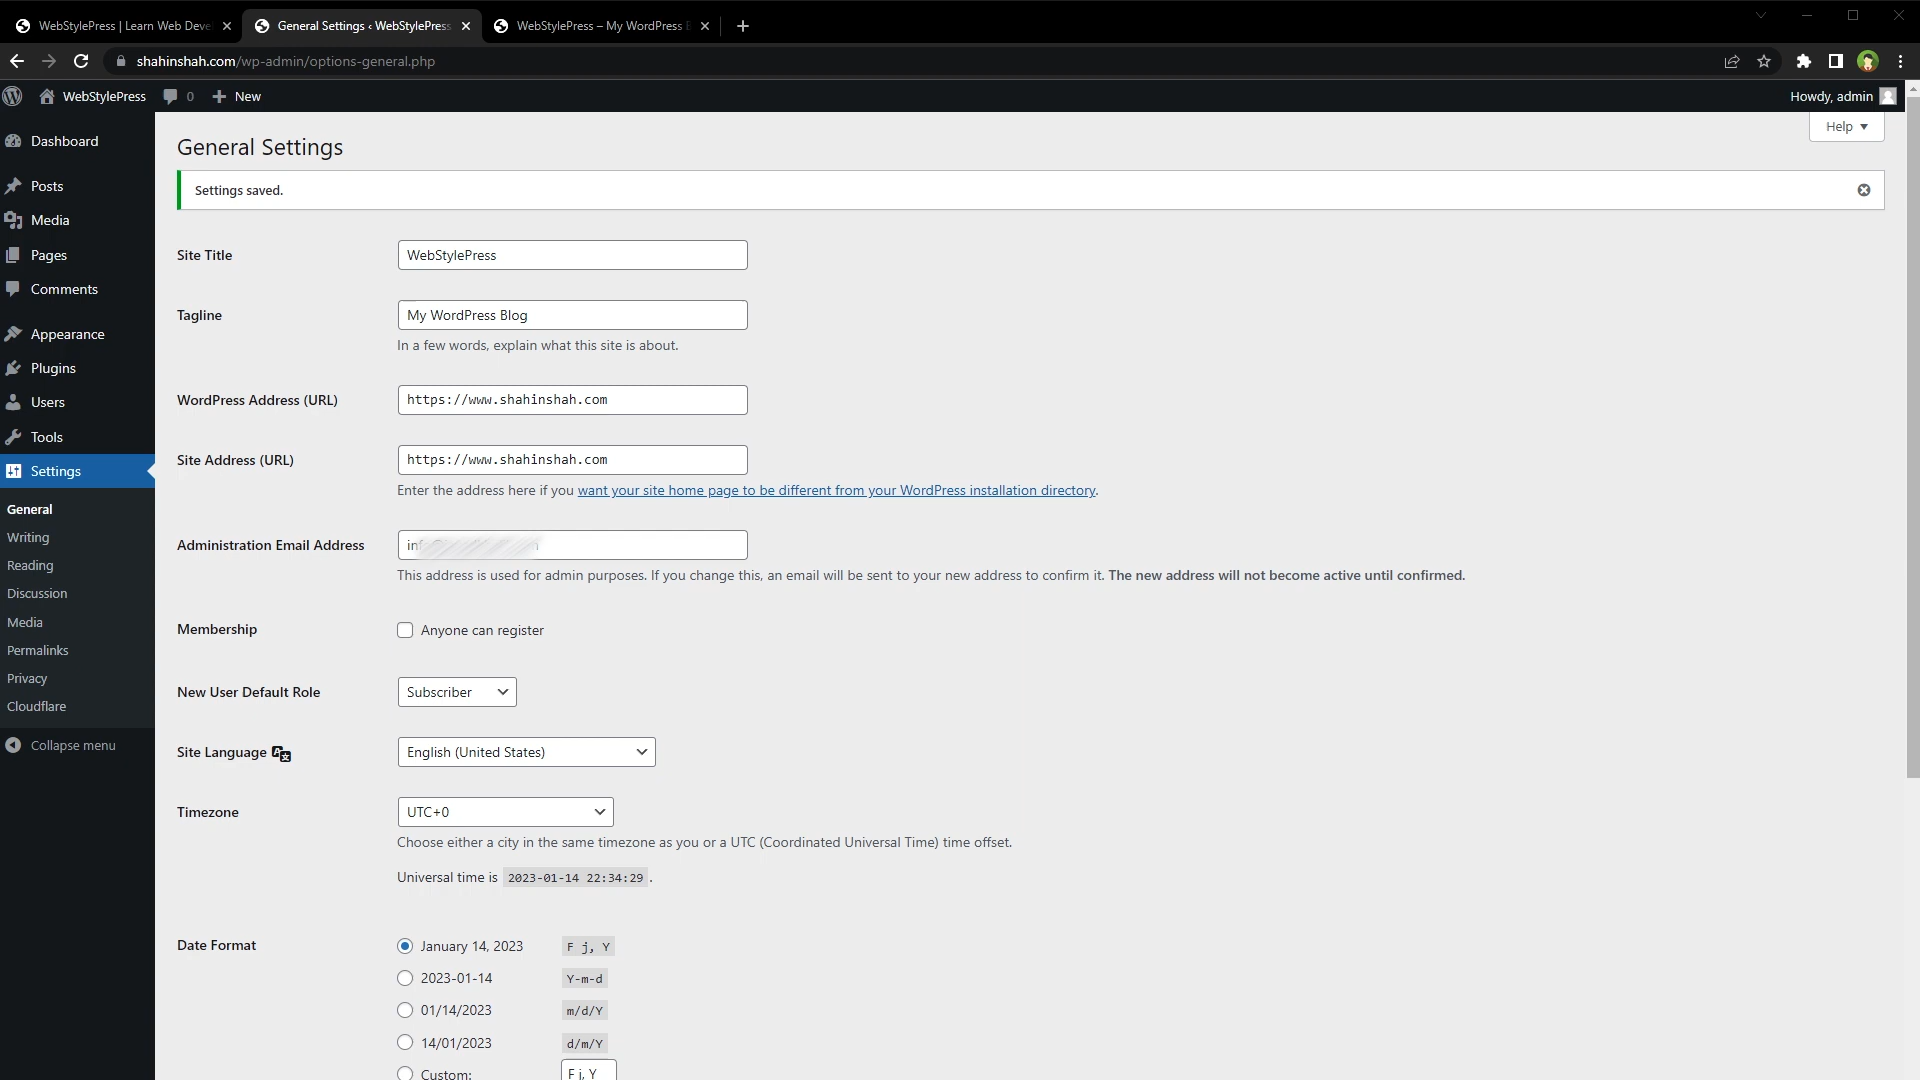 WebStylePress | Learn Web Deve
General Settings ‹ WebStylePress
WebStylePress – My WordPress B
shahinshah.com/wp-admin/options-general.php
WebStylePress
0
New
Howdy, admin
Help
Dashboard
Posts
Media
Pages
Comments
Appearance
Plugins
Users
Tools
Settings
General
Writing
Reading
Discussion
Media
Permalinks
Privacy
Cloudflare
Collapse menu
General Settings
Settings saved.
Site Title
WebStylePress
Tagline
My WordPress Blog
In a few words, explain what this site is about.
WordPress Address (URL)
https://www.shahinshah.com
Site Address (URL)
https://www.shahinshah.com
Enter the address here if you want your site home page to be different from your WordPress installation directory.
Administration Email Address
This address is used for admin purposes. If you change this, an email will be sent to your new address to confirm it. The new address will not become active until confirmed.
Membership
Anyone can register
New User Default Role
Subscriber
Site Language
English (United States)
Timezone
UTC+0
Choose either a city in the same timezone as you or a UTC (Coordinated Universal Time) time offset.
Universal time is 2023-01-14 22:34:29 .
Date Format
January 14, 2023 F j, Y
2023-01-14 Y-m-d
01/14/2023 m/d/Y
14/01/2023 d/m/Y
Custom: F j, Y